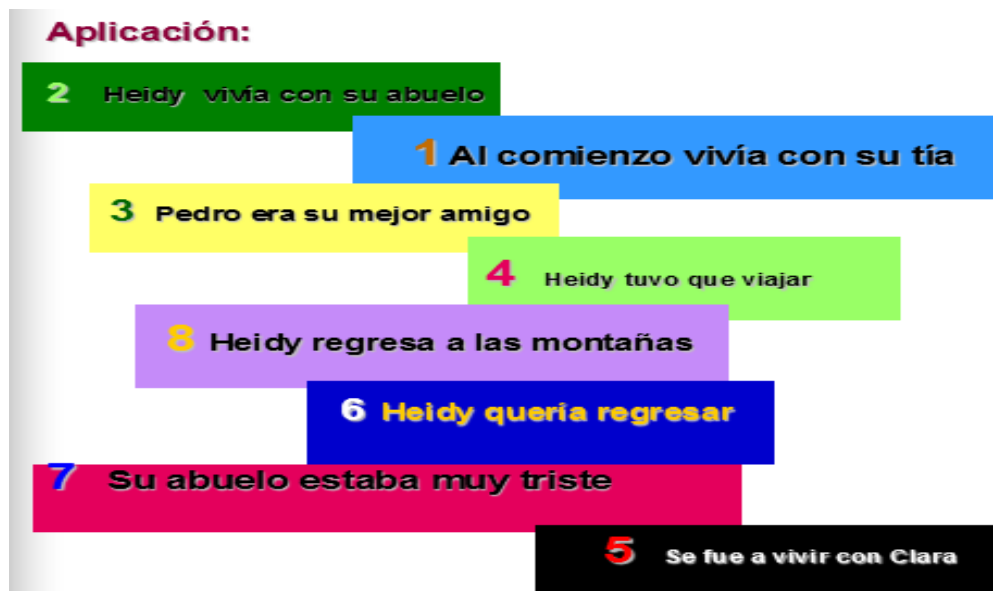 Aplicación:
2 Heidy vivía con su abuelo
1 Al comienzo vivía con su tía
3 Pedro era su mejor amigo
4 Heidy tuvo que viajar
8 Heidy regresa a las montañas
6 Heidy quería regresar
7 Su abuelo estaba muy triste
5 Se fue a vivir con Clara